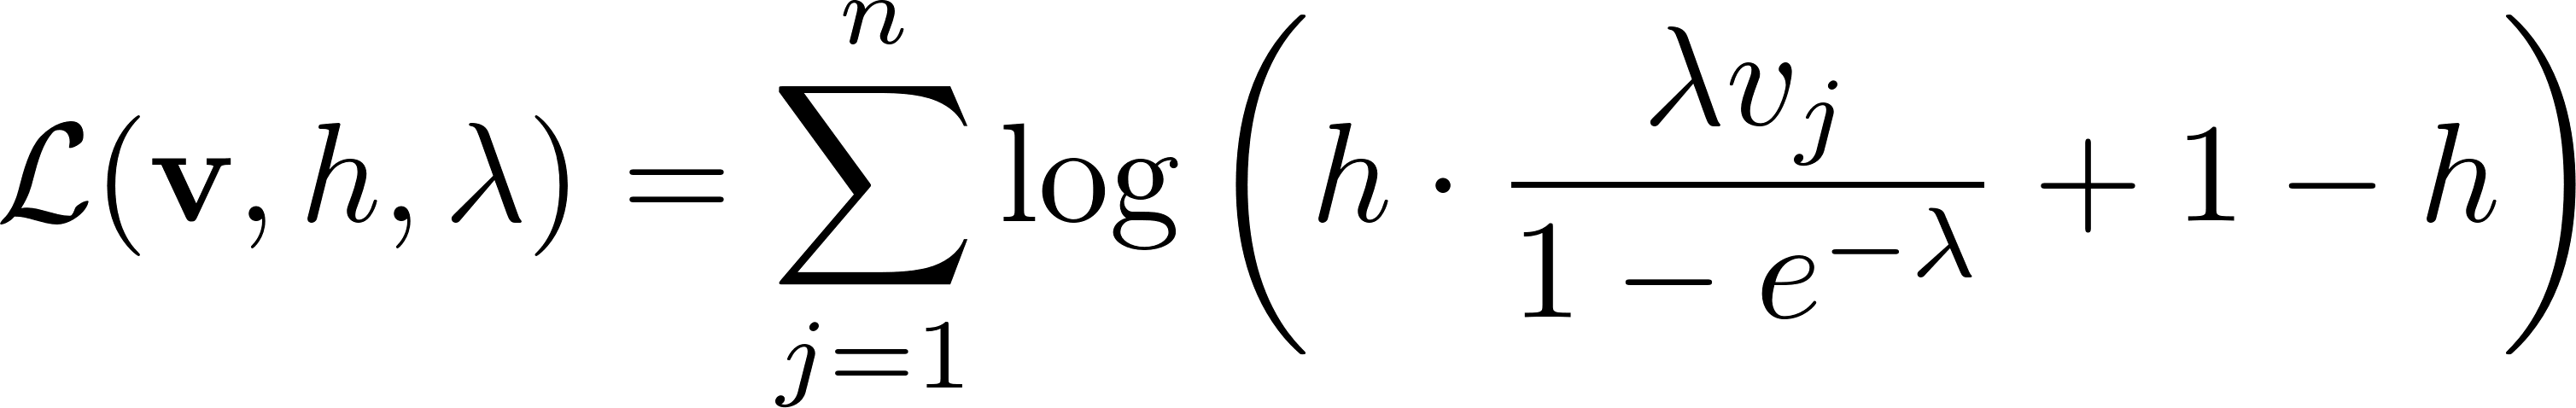 \mathcal{L}(\mathbf{v}, h, \lambda) = \sum_{j=1}^{n} \log \left( h \cdot \frac{\lambda v_j}{1 - e^{-\lambda}} + 1 - h \right)